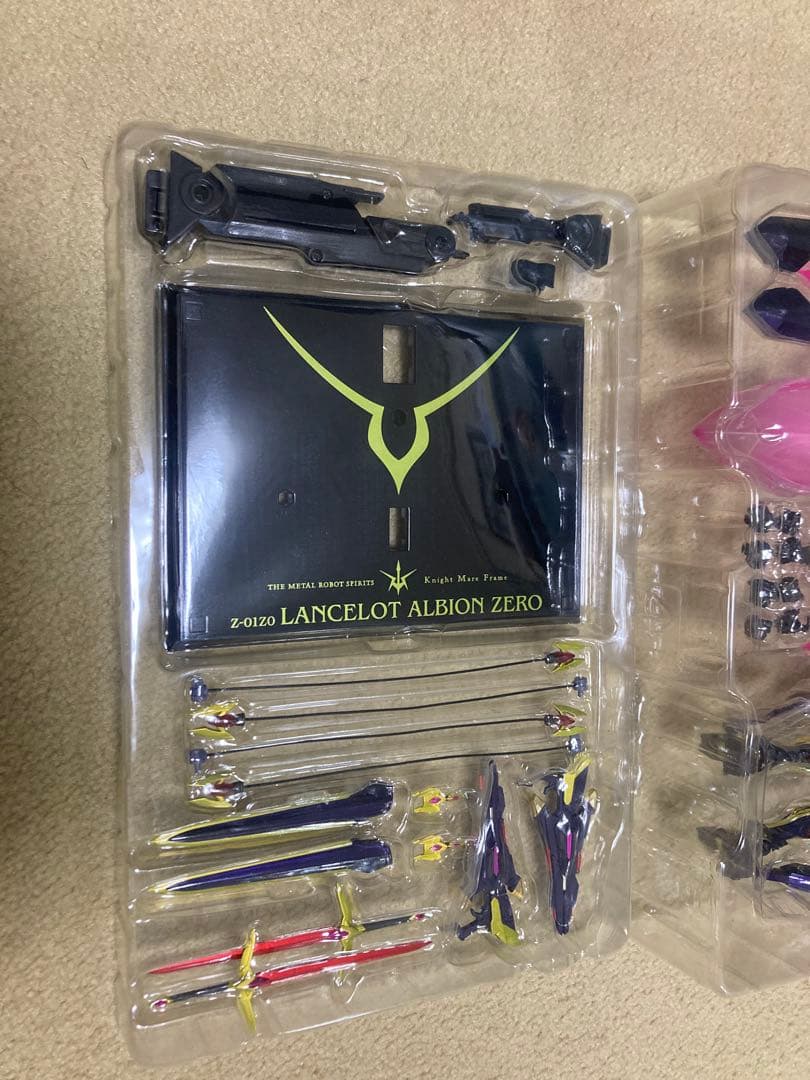 THE METAL ROBOT SPIRITS Knight Mare Frame
Z-01Z0 LANCELOT ALBION ZERO